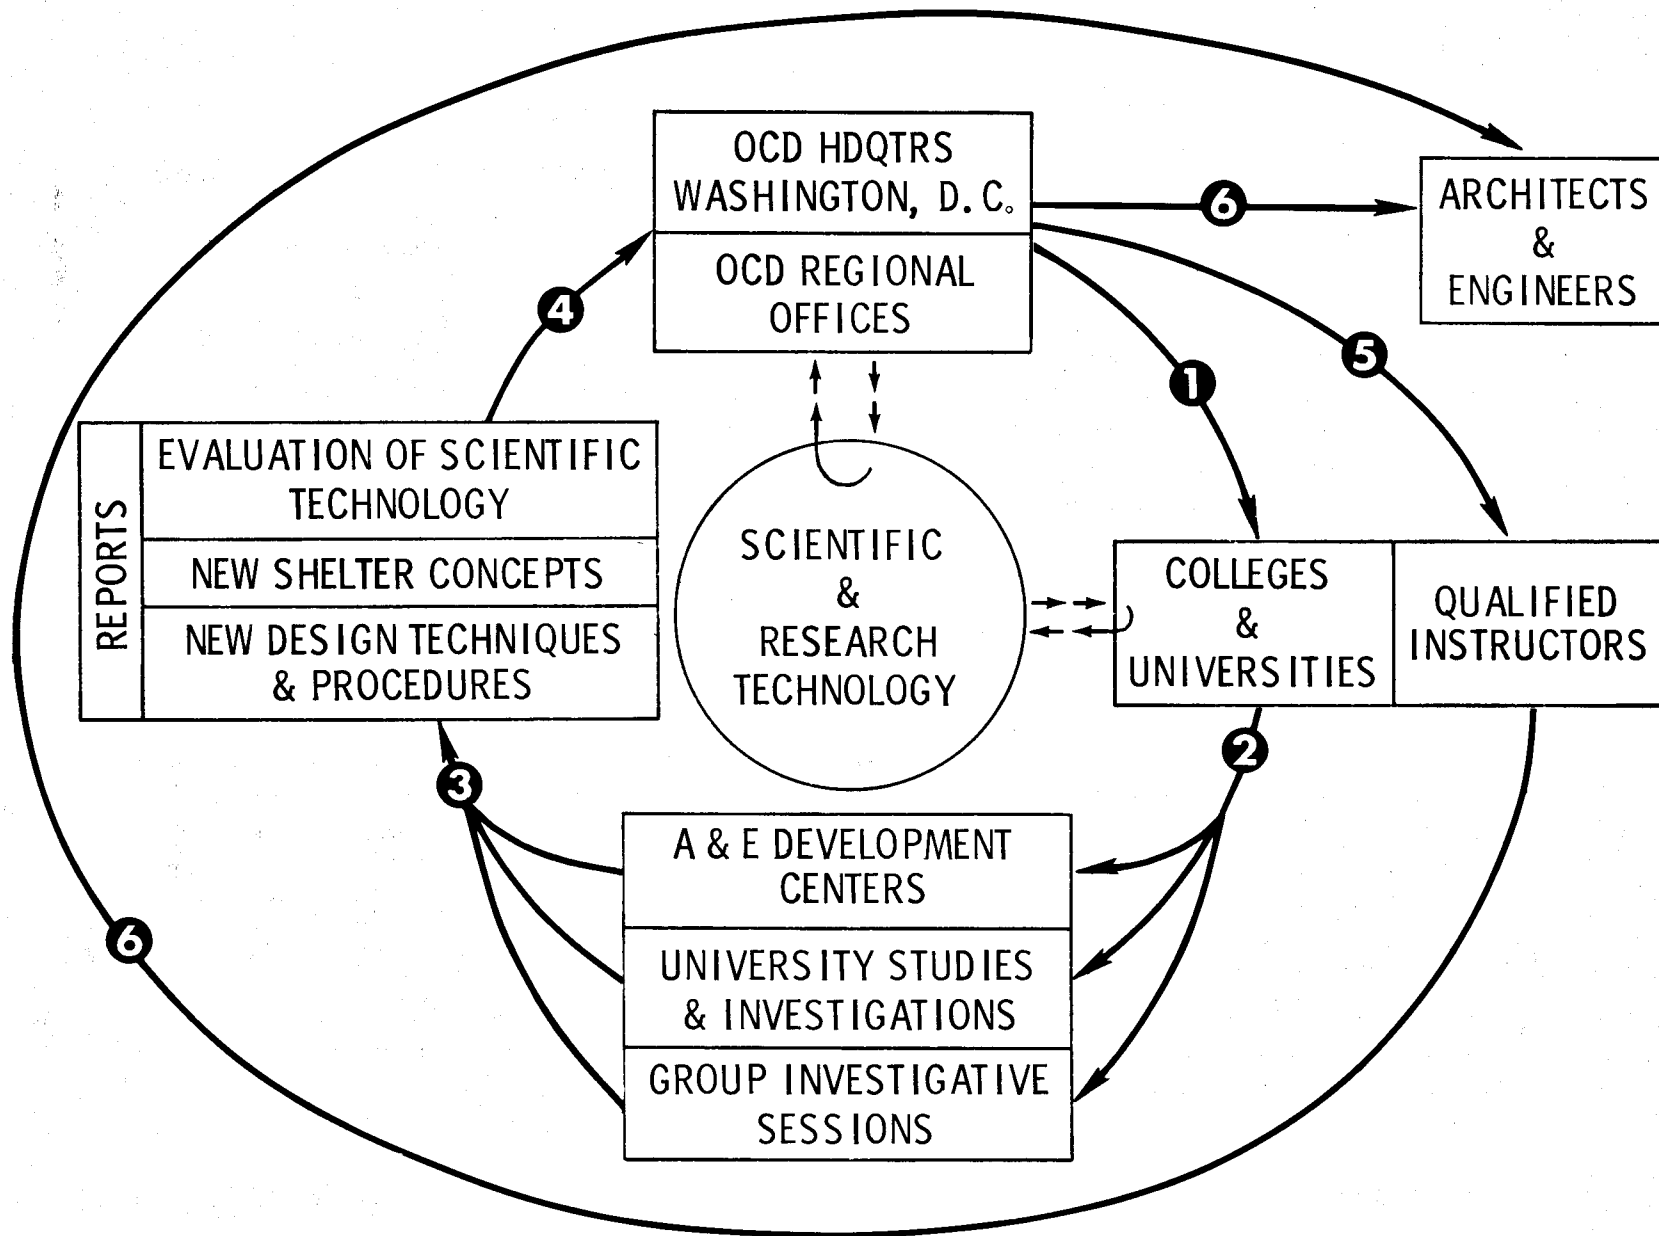 OCD HDQTRS
WASHINGTON, D.C.
OCD REGIONAL
OFFICES
6
ARCHITECTS
&
ENGINEERS
4
1
5
REPORTS
EVALUATION OF SCIENTIFIC
TECHNOLOGY
NEW SHELTER CONCEPTS
NEW DESIGN TECHNIQUES
& PROCEDURES
SCIENTIFIC
&
RESEARCH
TECHNOLOGY
COLLEGES
&
UNIVERSITIES
QUALIFIED
INSTRUCTORS
2
3
A & E DEVELOPMENT
CENTERS
UNIVERSITY STUDIES
& INVESTIGATIONS
GROUP INVESTIGATIVE
SESSIONS
6